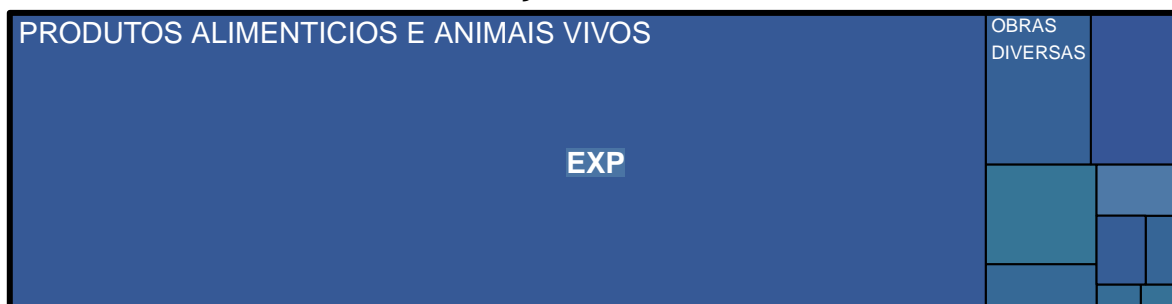 PRODUTOS ALIMENTICIOS E ANIMAIS VIVOS
OBRAS
DIVERSAS
EXP